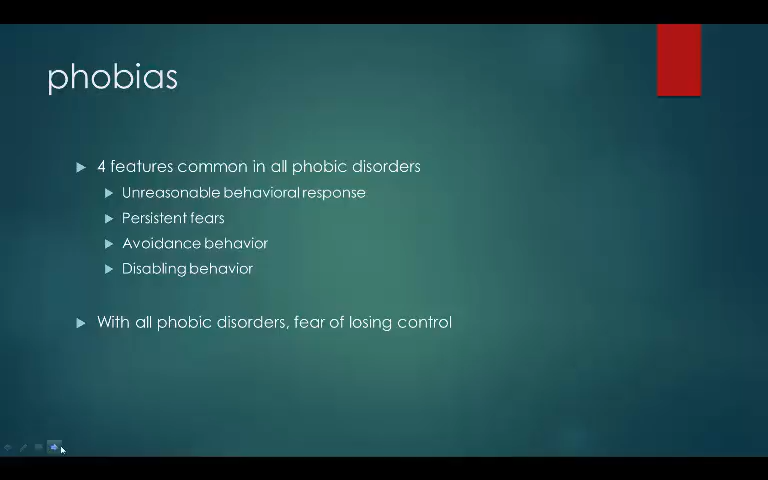 phobias
4 features common in all phobic disorders
Unreasonable behavioral response
Persistent fears
Avoidance behavior
Disabling behavior
With all phobic disorders, fear of losing control